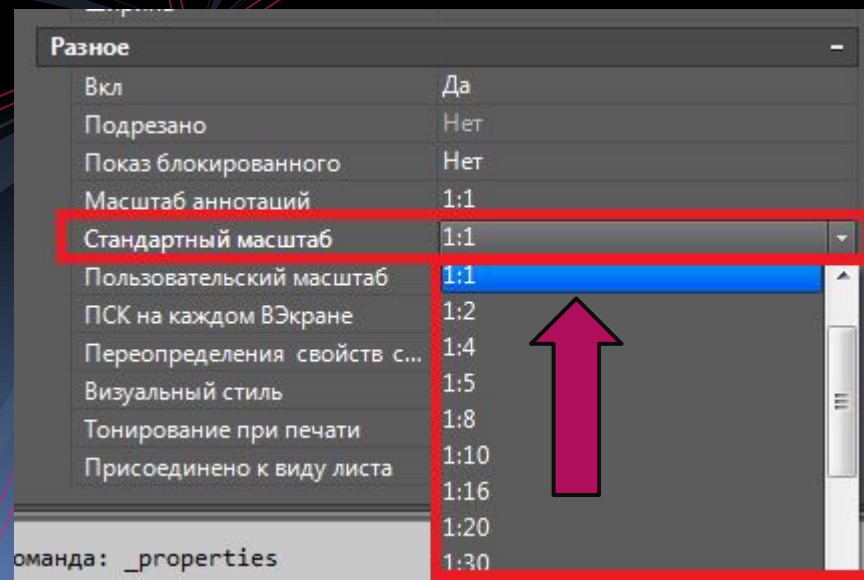 Разное
Вкл Да
Подрезано Нет
Показ блокированного Нет
Масштаб аннотаций 1:1
Стандартный масштаб 1:1
Пользовательский масштаб 1:1
ПСК на каждом ВЭкране 1:2
Переопределения свойств с... 1:4
Визуальный стиль 1:5
1:8
Тонирование при печати
Присоединено к виду листа 1:10
1:16
1:20
оманда: _properties 1:30